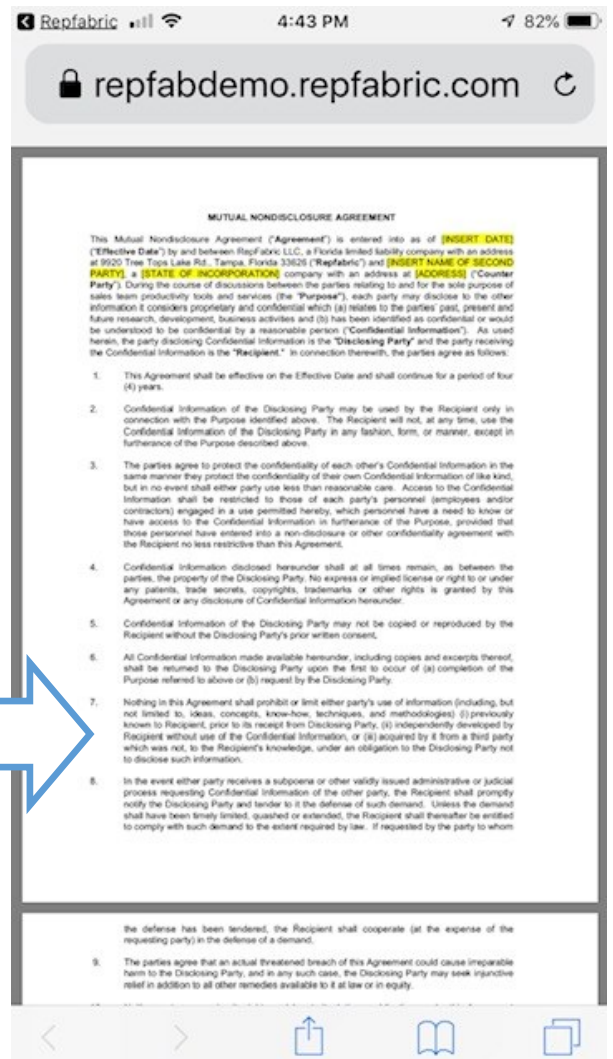 Repfabric 4:43 PM 82%
repfabdemo.repfabric.com
MUTUAL NONDISCLOSURE AGREEMENT
This Mutual Nondisclosure Agreement ("Agreement") is entered into as of [INSERT DATE]
("Effective Date") by and between RepFabric LLC, a Florida limited liability company with an address
at 9920 Tree Tops Lake Rd., Tampa, Florida 33626 ("Repfabric") and [INSERT NAME OF SECOND
PARTY], a [STATE OF INCORPORATION] company with an address at [ADDRESS] ("Counter
Party"). During the course of discussions between the parties relating to and for the sole purpose of
sales team productivity tools and services (the "Purpose"), each party may disclose to the other
information it considers proprietary and confidential which (a) relates to the parties' past, present and
future research, development, business activities and (b) has been identified as confidential or would
be understood to be confidential by a reasonable person ("Confidential Information"). As used
herein, the party disclosing Confidential Information is the "Disclosing Party" and the party receiving
the Confidential Information is the "Recipient." In connection therewith, the parties agree as follows:
1. This Agreement shall be effective on the Effective Date and shall continue for a period of four
(4) years.
2. Confidential Information of the Disclosing Party may be used by the Recipient only in
connection with the Purpose identified above. The Recipient will not, at any time, use the
Confidential Information of the Disclosing Party in any fashion, form, or manner, except in
furtherance of the Purpose described above.
3. The parties agree to protect the confidentiality of each other's Confidential Information in the
same manner they protect the confidentiality of their own Confidential Information of like kind,
but in no event shall either party use less than reasonable care. Access to the Confidential
Information shall be restricted to those of each party's personnel (employees and/or
contractors) engaged in a use permitted hereby, which personnel have a need to know or
have access to the Confidential Information in furtherance of the Purpose, provided that
those personnel have entered into a non-disclosure or other confidentiality agreement with
the Recipient no less restrictive than this Agreement.
4. Confidential Information disclosed hereunder shall at all times remain, as between the
parties, the property of the Disclosing Party. No express or implied license or right to or under
any patents, trade secrets, copyrights, trademarks or other rights is granted by this
Agreement or any disclosure of Confidential Information hereunder.
5. Confidential Information of the Disclosing Party may not be copied or reproduced by the
Recipient without the Disclosing Party's prior written consent.
6. All Confidential Information made available hereunder, including copies and excerpts thereof,
shall be returned to the Disclosing Party upon the first to occur of (a) completion of the
Purpose referred to above or (b) request by the Disclosing Party.
7. Nothing in this Agreement shall prohibit or limit either party's use of information (including, but
not limited to, ideas, concepts, know-how, techniques, and methodologies) (i) previously
known to Recipient, prior to its receipt from Disclosing Party, (ii) independently developed by
Recipient without use of the Confidential Information, or (iii) acquired by it from a third party
which was not, to the Recipient's knowledge, under an obligation to the Disclosing Party not
to disclose such information.
8. In the event either party receives a subpoena or other validly issued administrative or judicial
process requesting Confidential Information of the other party, the Recipient shall promptly
notify the Disclosing Party and tender to it the defense of such demand. Unless the demand
shall have been timely limited, quashed or extended, the Recipient shall thereafter be entitled
to comply with such demand to the extent required by law. If requested by the party to whom
the defense has been tendered, the Recipient shall cooperate (at the expense of the
requesting party) in the defense of a demand.
9. The parties agree that an actual threatened breach of this Agreement could cause irreparable
harm to the Disclosing Party, and in any such case, the Disclosing Party may seek injunctive
relief in addition to all other remedies available to it at law or in equity.